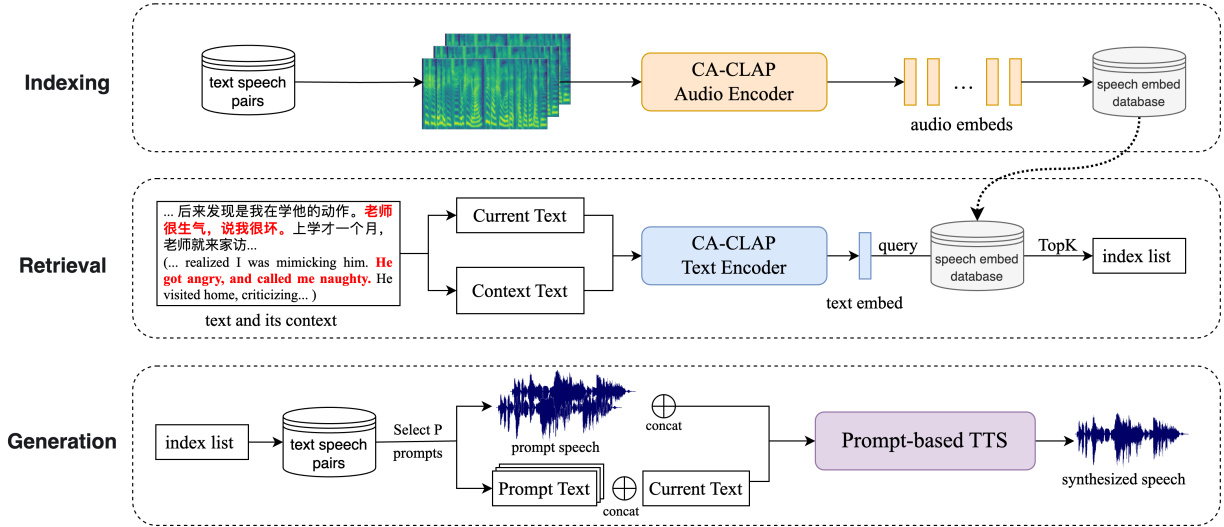 Indexing
text speech
pairs
CA-CLAP
Audio Encoder
...
audio embeds
speech embed
database
Retrieval
... 后来发现是我在学他的动作。老师
很生气，说我很坏。上学才一个月，
老师就来家访...
(... realized I was mimicking him. He
got angry, and called me naughty. He
visited home, criticizing... )
text and its context
Current Text
Context Text
CA-CLAP
Text Encoder
text embed
query
speech embed
database
TopK
index list
Generation
index list
text speech
pairs
Select P
prompts
prompt speech
concat
Prompt Text
concat
Current Text
Prompt-based TTS
synthesized speech